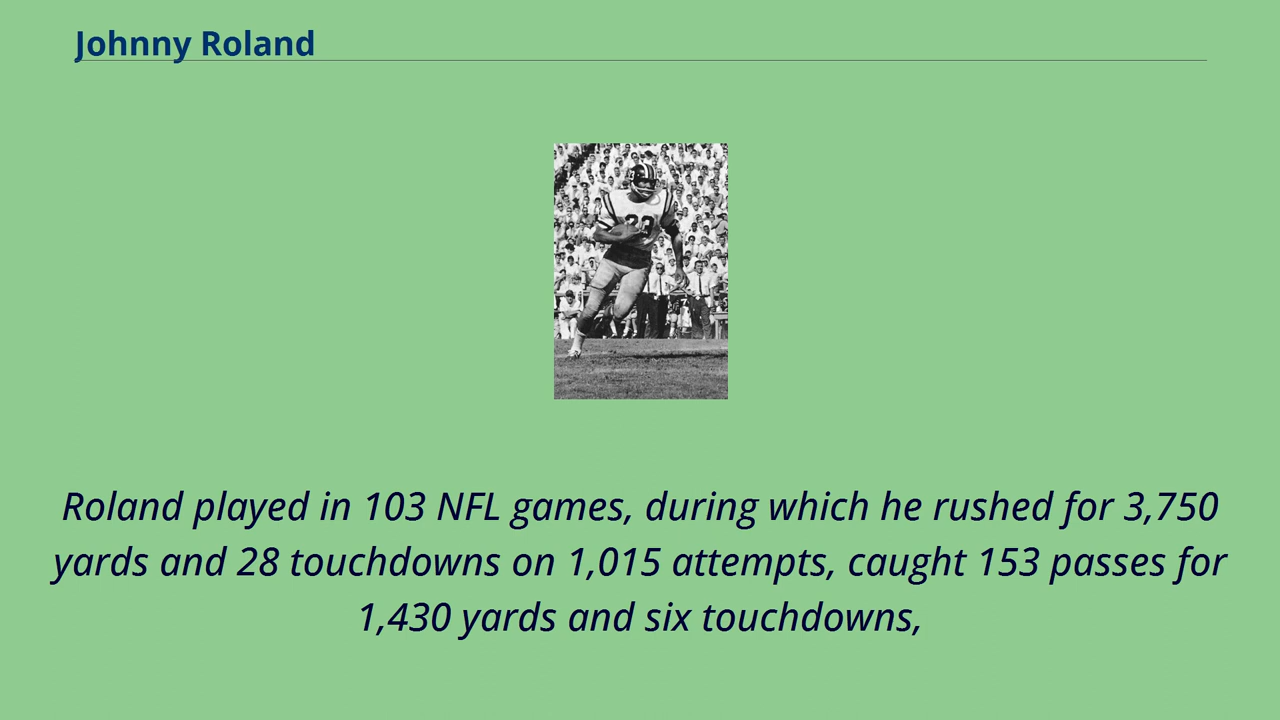 Johnny Roland
Roland played in 103 NFL games, during which he rushed for 3,750
yards and 28 touchdowns on 1,015 attempts, caught 153 passes for
1,430 yards and six touchdowns,